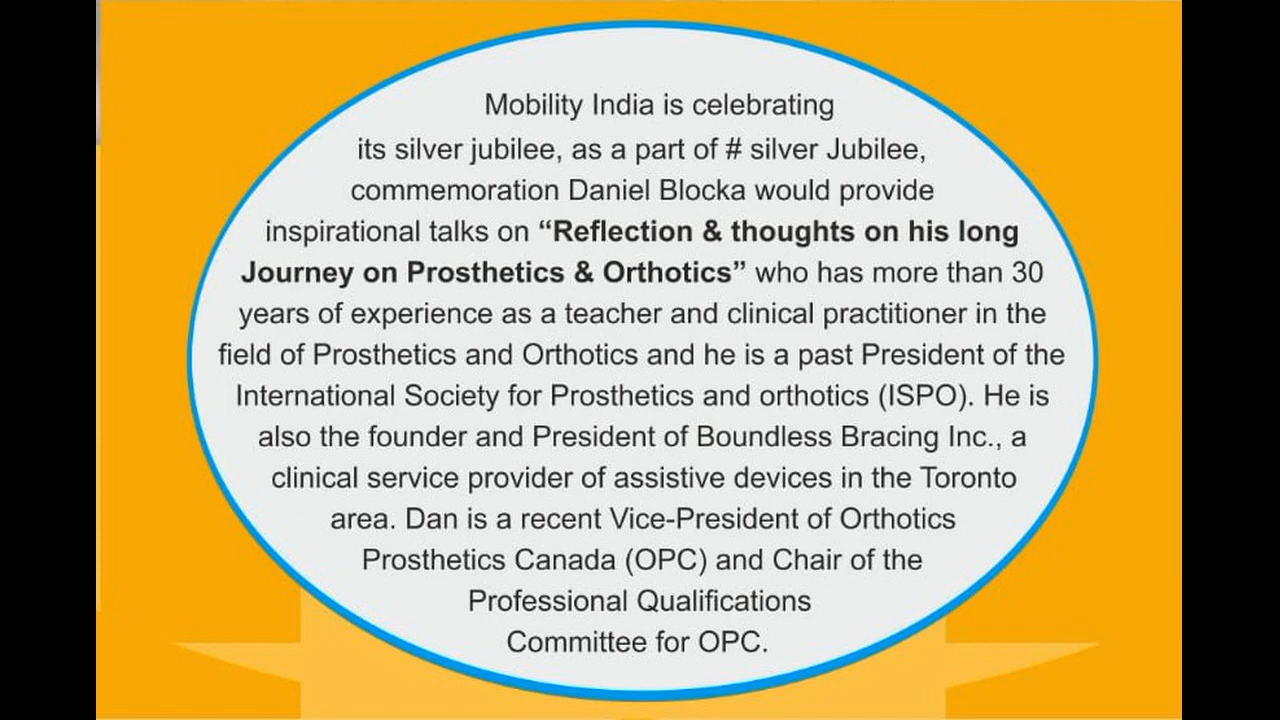 Mobility India is celebrating
its silver jubilee, as a part of # silver Jubilee,
commemoration Daniel Blocka would provide
inspirational talks on “Reflection & thoughts on his long
Journey on Prosthetics & Orthotics” who has more than 30
years of experience as a teacher and clinical practitioner in the
field of Prosthetics and Orthotics and he is a past President of the
International Society for Prosthetics and orthotics (ISPO). He is
also the founder and President of Boundless Bracing Inc., a
clinical service provider of assistive devices in the Toronto
area. Dan is a recent Vice-President of Orthotics
Prosthetics Canada (OPC) and Chair of the
Professional Qualifications
Committee for OPC.